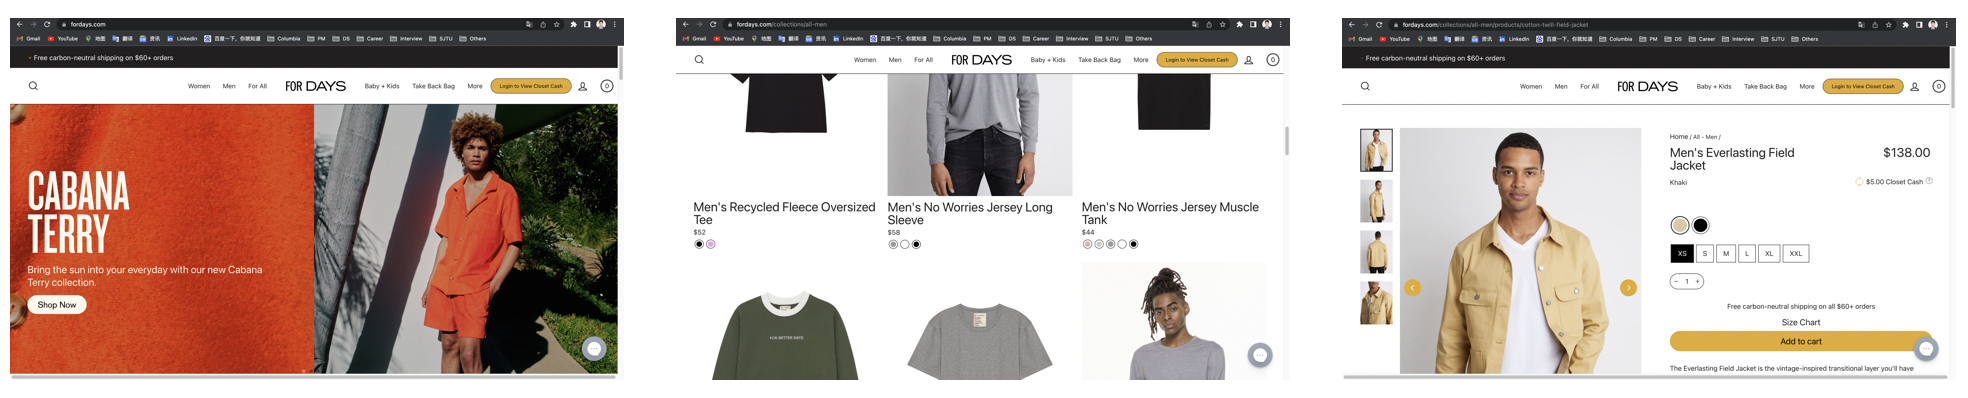 fordays.com
Gmail YouTube 地图 翻译 资讯 LinkedIn 百度一下，你就知道 Columbia PM DS Career Interview SJTU Others
Free carbon-neutral shipping on $60+ orders
Women Men For All FOR DAYS Baby + Kids Take Back Bag More Login to View Closet Cash 0
CABANA
TERRY
Bring the sun into your everyday with our new Cabana
Terry collection.
Shop Now
fordays.com/collections/all-men
Gmail YouTube 地图 翻译 资讯 LinkedIn 百度一下，你就知道 Columbia PM DS Career Interview SJTU Others
Women Men For All FOR DAYS Baby + Kids Take Back Bag More Login to View Closet Cash 0
Men's Recycled Fleece Oversized
Tee
$52
Men's No Worries Jersey Long
Sleeve
$58
Men's No Worries Jersey Muscle
Tank
$44
FOR BETTER DAYS
fordays.com/collections/all-men/products/cotton-twill-field-jacket
Gmail YouTube 地图 翻译 资讯 LinkedIn 百度一下，你就知道 Columbia PM DS Career Interview SJTU Others
Free carbon-neutral shipping on $60+ orders
Women Men For All FOR DAYS Baby + Kids Take Back Bag More Login to View Closet Cash 0
Home / All - Men /
Men's Everlasting Field
Jacket
$138.00
Khaki
$5.00 Closet Cash ?
XS S M L XL XXL
− 1 +
Free carbon-neutral shipping on all $60+ orders
Size Chart
Add to cart
The Everlasting Field Jacket is the vintage-inspired transitional layer you'll have